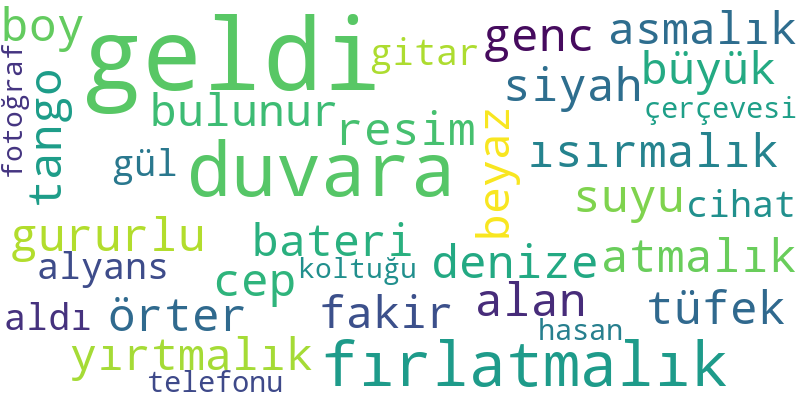 boy
geldi
gitar
genc
asmalık
fotoğraf
tango
bulunur
resim
siyah
büyük
çerçevesi
gül
duvara
beyaz
ısırmalık
suyu
cihat
gururlu
bateri
denize
atmalık
alyans
cep
koltuğu
alan
tüfek
aldı
örter
fakir
hasan
yırtmalık
fırlatmalık
telefonu